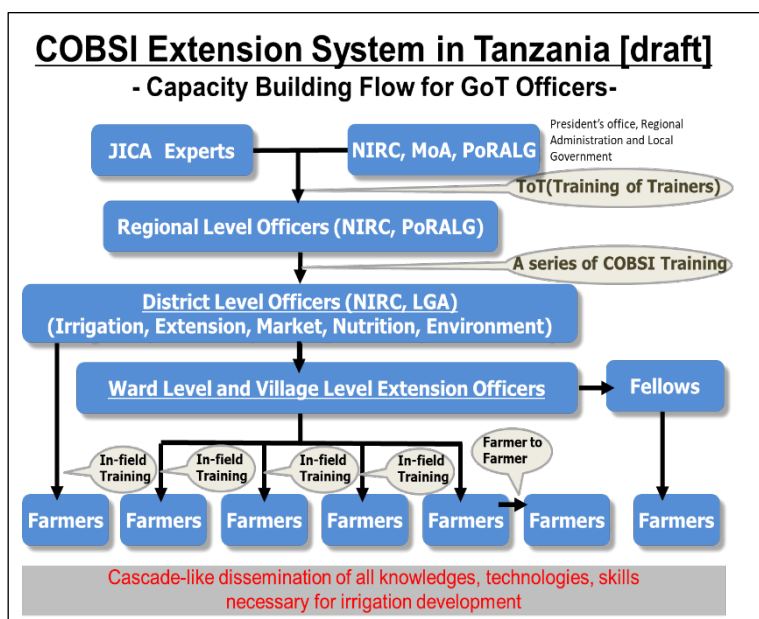 COBSI Extension System in Tanzania [draft]
- Capacity Building Flow for GoT Officers-
JICA Experts
NIRC, MoA, PoRALG
President's office, Regional
Administration and Local
Government
ToT(Training of Trainers)
Regional Level Officers (NIRC, PoRALG)
A series of COBSI Training
District Level Officers (NIRC, LGA)
(Irrigation, Extension, Market, Nutrition, Environment)
Ward Level and Village Level Extension Officers
Fellows
In-field
Training
In-field
Training
In-field
Training
In-field
Training
Farmer to
Farmer
Farmers
Farmers
Farmers
Farmers
Farmers
Farmers
Farmers
Cascade-like dissemination of all knowledges, technologies, skills
necessary for irrigation development